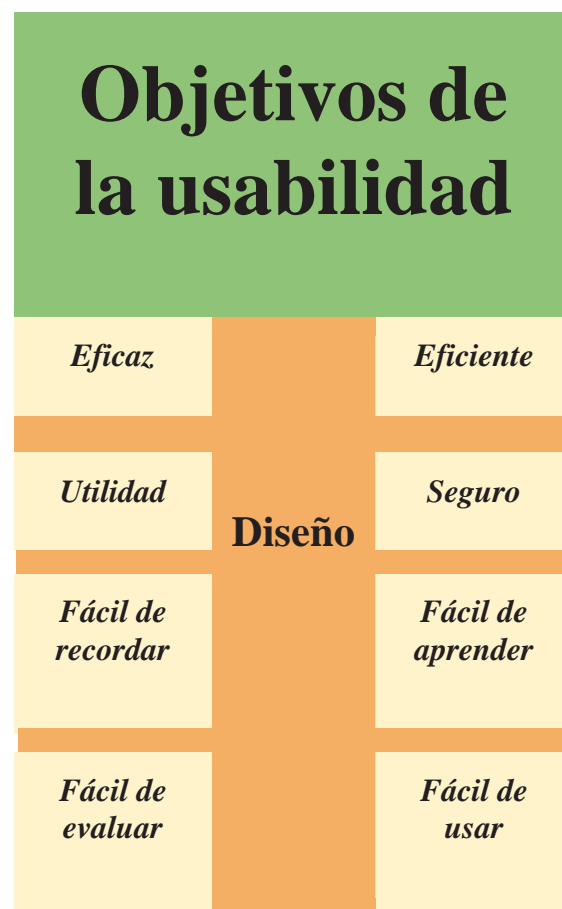 Objetivos de
la usabilidad
Eficaz
Eficiente
Utilidad
Seguro
Diseño
Fácil de
recordar
Fácil de
aprender
Fácil de
evaluar
Fácil de
usar